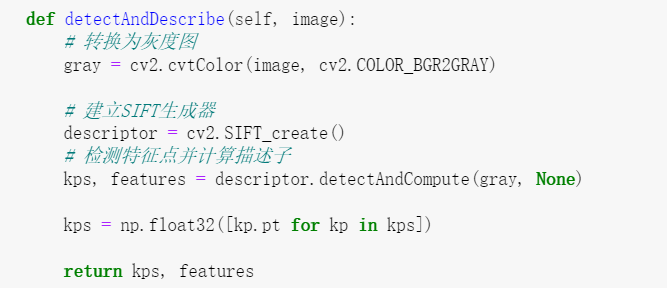 def detectAndDescribe(self, image):
    # 转换为灰度图
    gray = cv2.cvtColor(image, cv2.COLOR_BGR2GRAY)
    # 建立SIFT生成器
    descriptor = cv2.SIFT_create()
    # 检测特征点并计算描述子
    kps, features = descriptor.detectAndCompute(gray, None)
    kps = np.float32([kp.pt for kp in kps])
    return kps, features